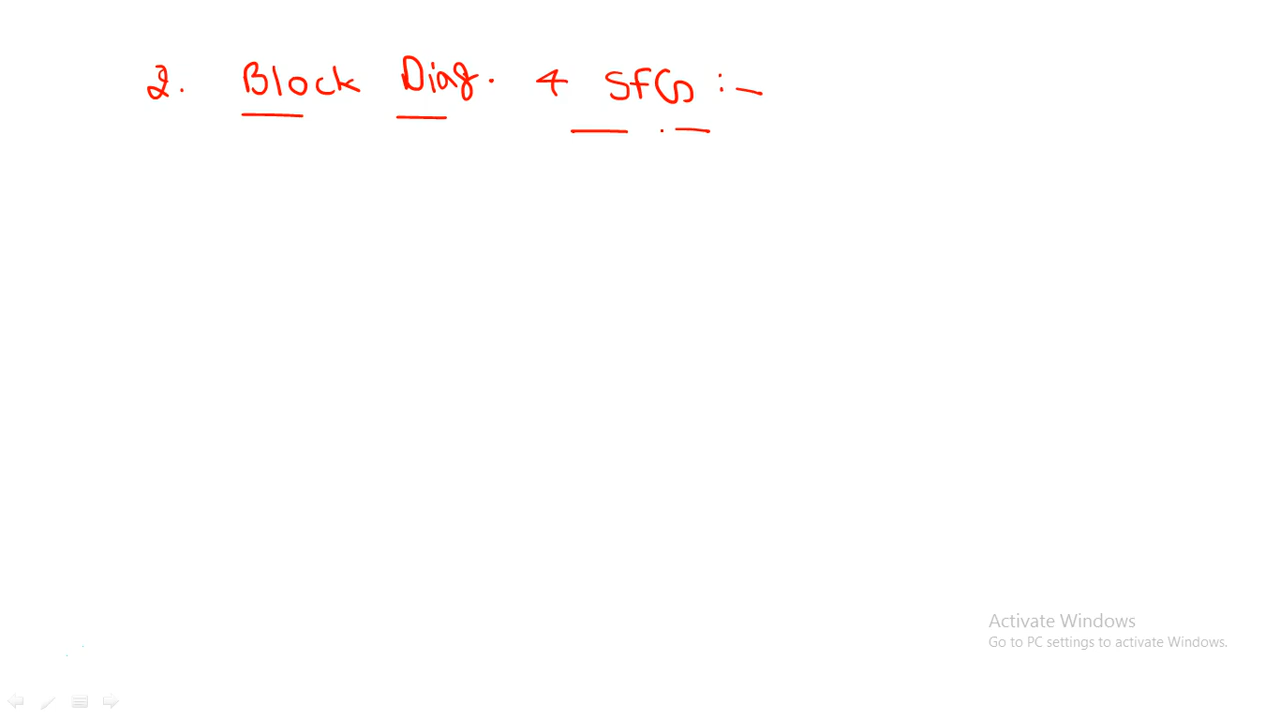 2. Block Diag. & SFG :-
Activate Windows
Go to PC settings to activate Windows.